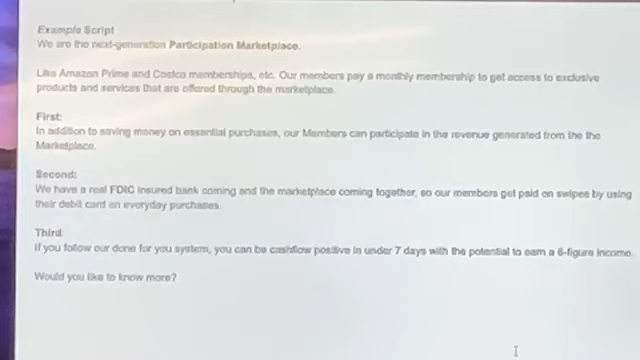 Example Script
We are the next-generation Participation Marketplace.
Like Amazon Prime and Costco memberships, etc. Our members pay a monthly membership to get access to exclusive
products and services that are offered through the marketplace.
First:
In addition to saving money on essential purchases, our Members can participate in the revenue generated from the the
Marketplace.
Second:
We have a real FDIC insured bank coming and the marketplace coming together, so our members get paid on swipes by using
their debit card on everyday purchases.
Third:
If you follow our done for you system, you can be cashflow positive in under 7 days with the potential to earn a 6-figure Income.
Would you like to know more?